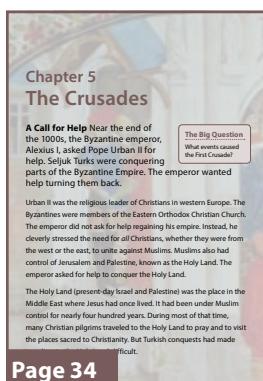 Chapter 5
The Crusades
A Call for Help Near the end of
the 1000s, the Byzantine emperor,
Alexius I, asked Pope Urban II for
help. Seljuk Turks were conquering
parts of the Byzantine Empire. The emperor wanted
help turning them back.
The Big Question
What events caused
the First Crusade?
Urban II was the religious leader of Christians in western Europe. The
Byzantines were members of the Eastern Orthodox Christian Church.
The emperor did not ask for help regaining his empire. Instead, he
cleverly stressed the need for all Christians, whether they were from
the west or the east, to unite against Muslims. Muslims also had
control of Jerusalem and Palestine, known as the Holy Land. The
emperor asked for help to conquer the Holy Land.
The Holy Land (present-day Israel and Palestine) was the place in the
Middle East where Jesus had once lived. It had been under Muslim
control for nearly four hundred years. During most of that time,
many Christian pilgrims traveled to the Holy Land to pray and to visit
the places sacred to Christianity. But Turkish conquests had made
difficult.
Page 34